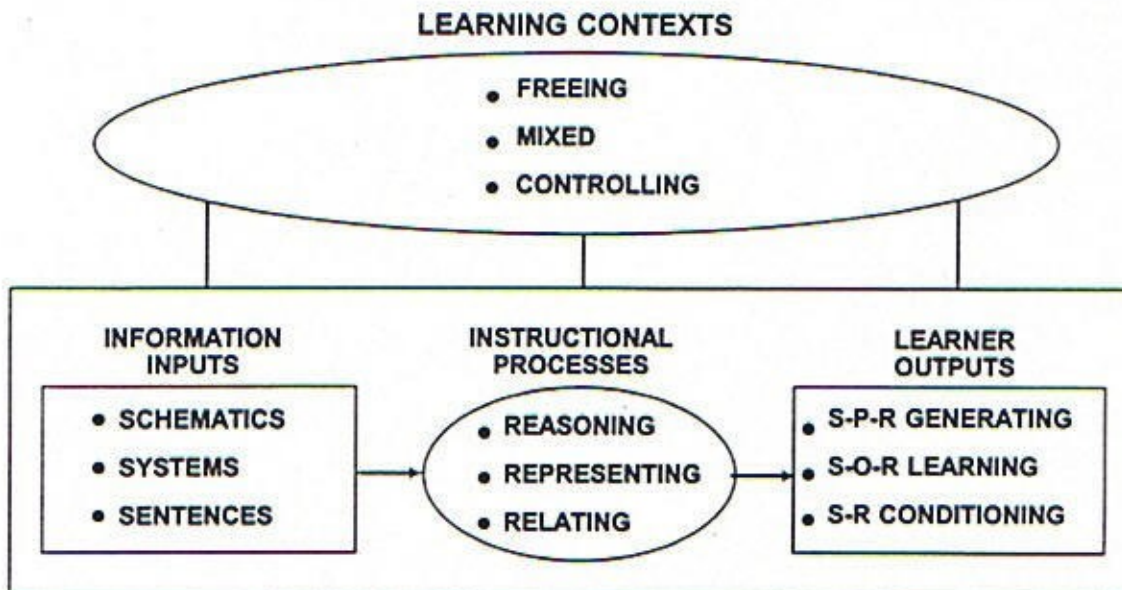 LEARNING CONTEXTS
• FREEING
• MIXED
• CONTROLLING
INFORMATION
INPUTS
• SCHEMATICS
• SYSTEMS
• SENTENCES
INSTRUCTIONAL
PROCESSES
• REASONING
• REPRESENTING
• RELATING
LEARNER
OUTPUTS
• S-P-R GENERATING
• S-O-R LEARNING
• S-R CONDITIONING